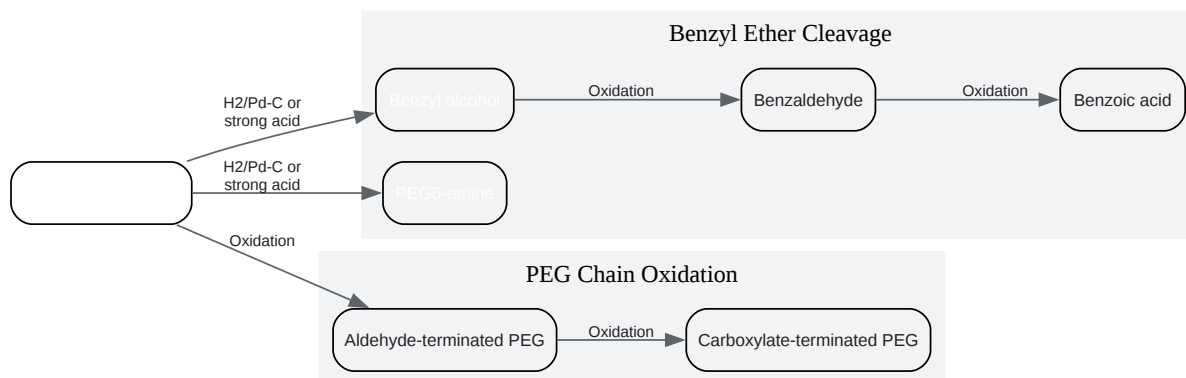 Benzyl Ether Cleavage
H2/Pd-C or
strong acid
Benzyl alcohol
Oxidation
Benzaldehyde
Oxidation
Benzoic acid
H2/Pd-C or
strong acid
PEG6-amine
Oxidation
PEG Chain Oxidation
Aldehyde-terminated PEG
Oxidation
Carboxylate-terminated PEG